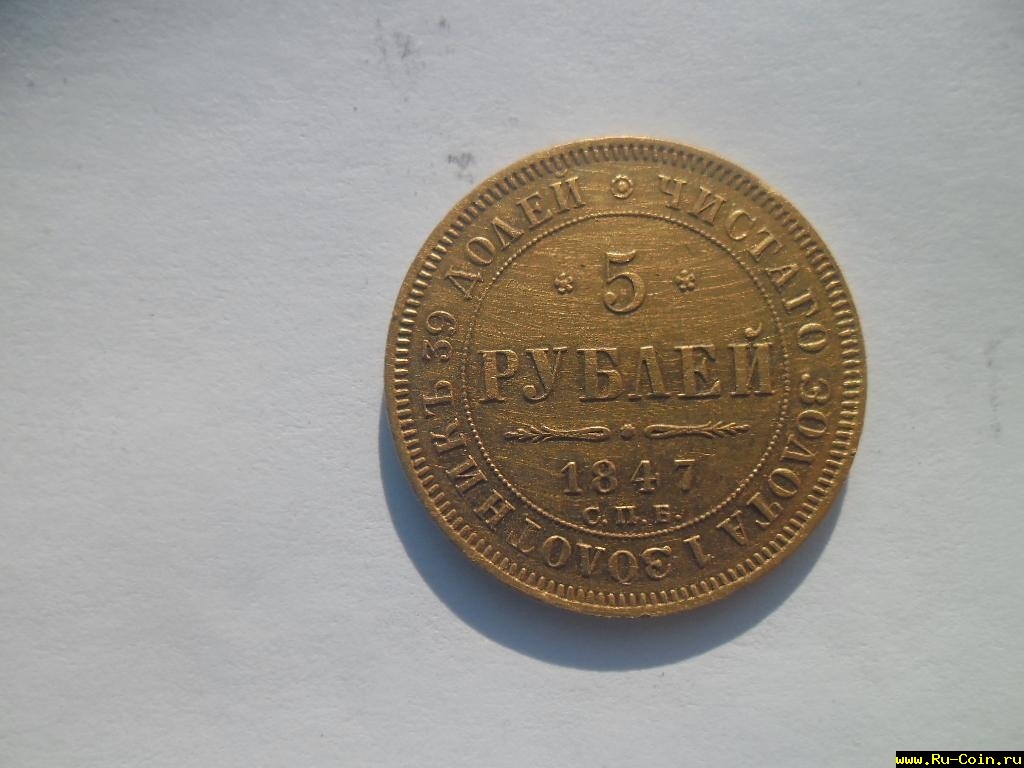 ЧИСТАГО ЗОЛОТА 1 ЗОЛОТНИКЪ 39 ДОЛЕЙ
5
РУБЛЕЙ
1847
С.П.Б.
www.Ru-Coin.ru